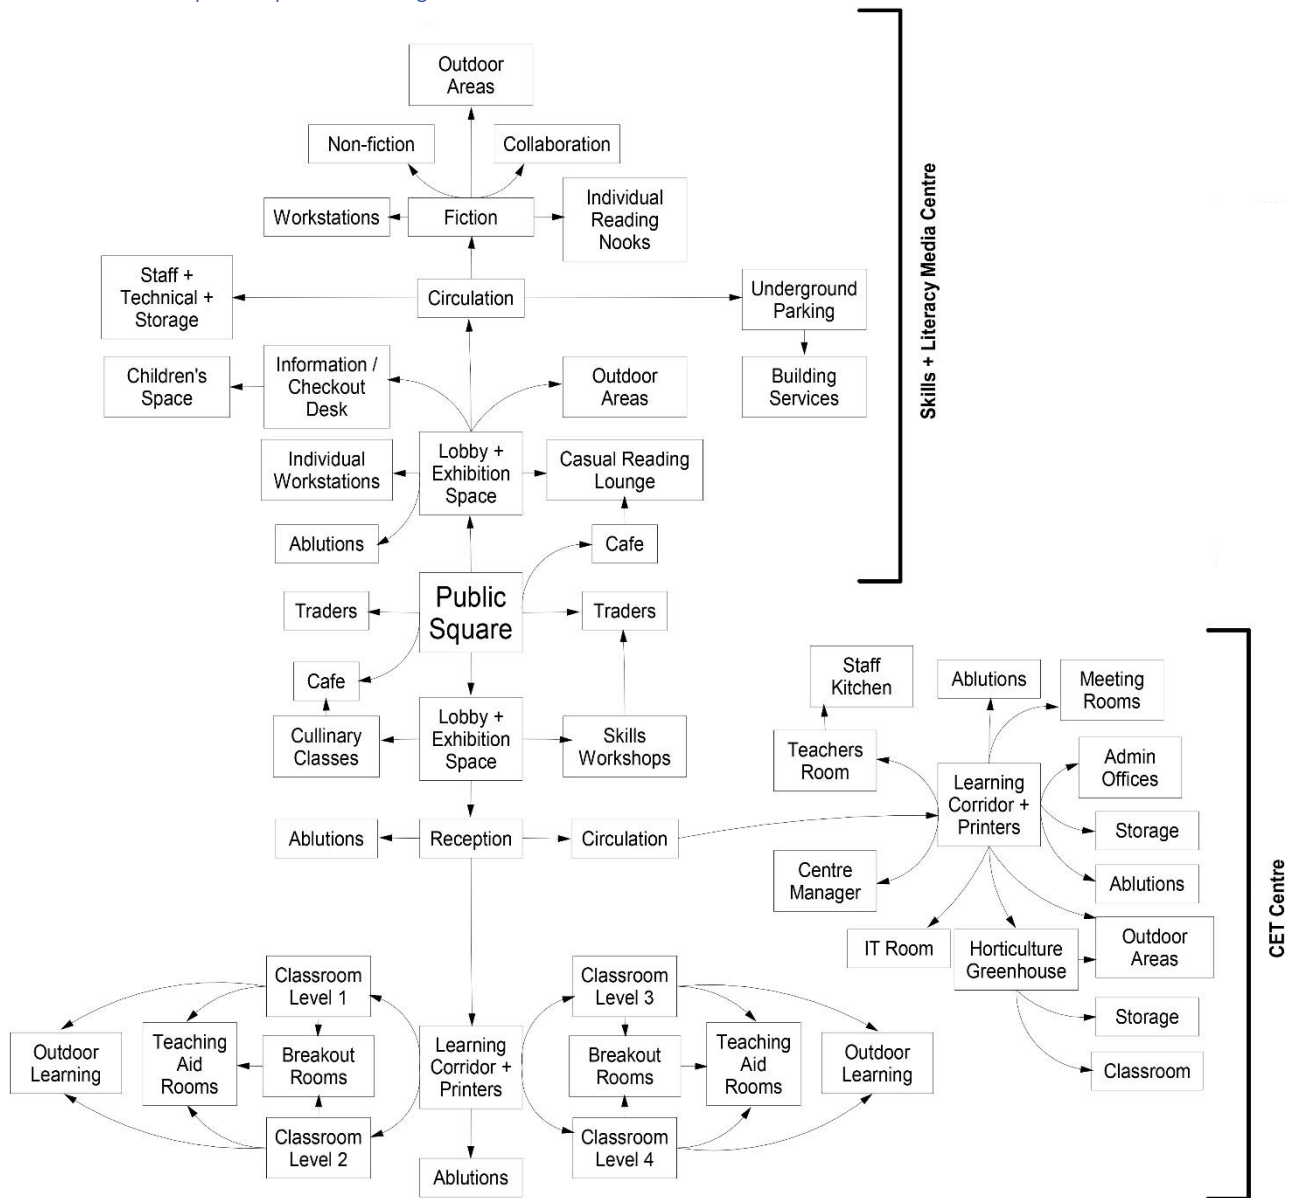 Outdoor
Areas
Non-fiction
Collaboration
Workstations
Fiction
Individual
Reading
Nooks
Staff +
Technical +
Storage
Circulation
Underground
Parking
Children's
Space
Information /
Checkout
Desk
Outdoor
Areas
Building
Services
Individual
Workstations
Lobby +
Exhibition
Space
Casual Reading
Lounge
Ablutions
Cafe
Skills + Literacy Media Centre
Traders
Public
Square
Traders
Cafe
Cullinary
Classes
Lobby +
Exhibition
Space
Skills
Workshops
Ablutions
Reception
Circulation
Staff
Kitchen
Ablutions
Meeting
Rooms
Teachers
Room
Learning
Corridor +
Printers
Admin
Offices
Storage
Centre
Manager
Ablutions
IT Room
Horticulture
Greenhouse
Outdoor
Areas
Storage
Classroom
CET Centre
Classroom
Level 1
Classroom
Level 3
Outdoor
Learning
Teaching
Aid
Rooms
Breakout
Rooms
Learning
Corridor +
Printers
Breakout
Rooms
Teaching
Aid
Rooms
Outdoor
Learning
Classroom
Level 2
Classroom
Level 4
Ablutions